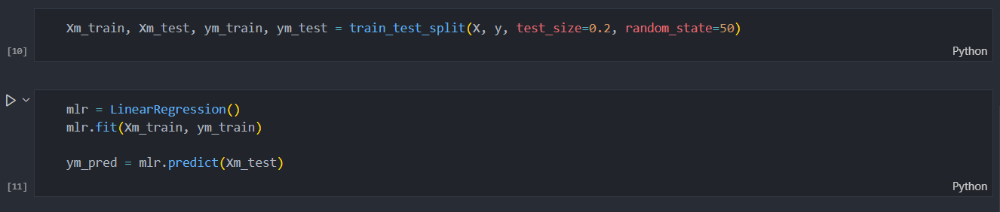 Xm_train, Xm_test, ym_train, ym_test = train_test_split(X, y, test_size=0.2, random_state=50)
[10]
Python
mlr = LinearRegression()
mlr.fit(Xm_train, ym_train)
ym_pred = mlr.predict(Xm_test)
[11]
Python